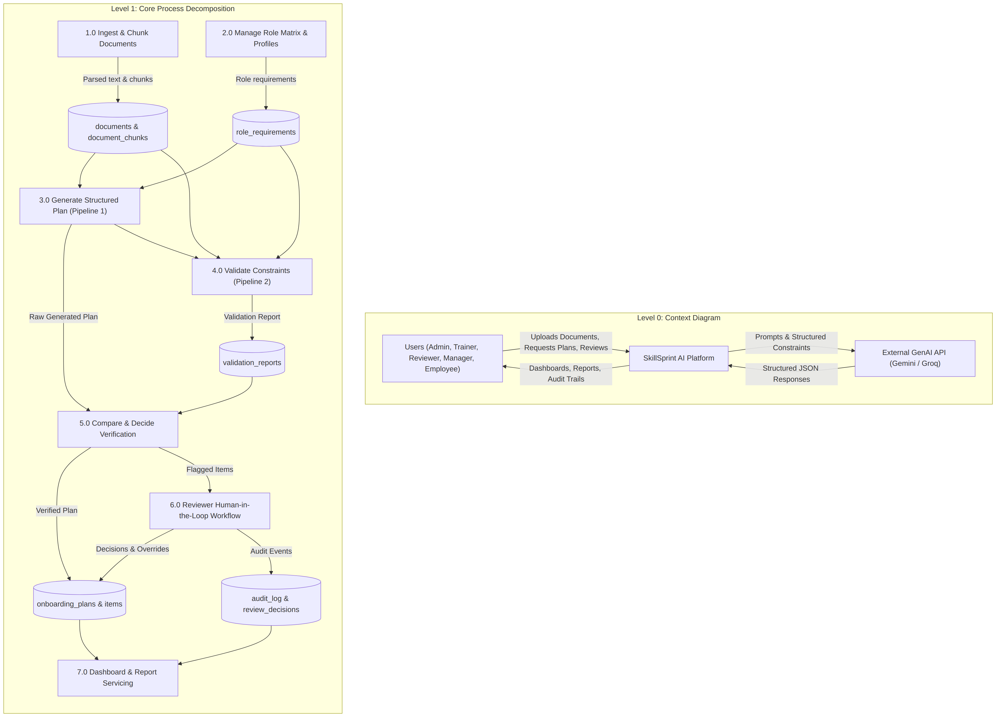 Level 1: Core Process Decomposition
1.0 Ingest & Chunk
Documents
2.0 Manage Role Matrix &
Profiles
Parsed text & chunks
Role requirements
documents &
document_chunks
role_requirements
3.0 Generate Structured
Plan (Pipeline 1)
4.0 Validate Constraints
(Pipeline 2)
Raw Generated Plan
Validation Report
validation_reports
5.0 Compare & Decide
Verification
Flagged Items
Verified Plan
6.0 Reviewer Human-in-
the-Loop Workflow
Decisions & Overrides
Audit Events
onboarding_plans & items
audit_log &
review_decisions
7.0 Dashboard & Report
Servicing
Level 0: Context Diagram
Users (Admin, Trainer,
Reviewer, Manager,
Employee)
Uploads Documents,
Requests Plans, Reviews
Dashboards, Reports,
Audit Trails
SkillSprint AI Platform
Prompts & Structured
Constraints
Structured JSON
Responses
External GenAI API
(Gemini / Groq)